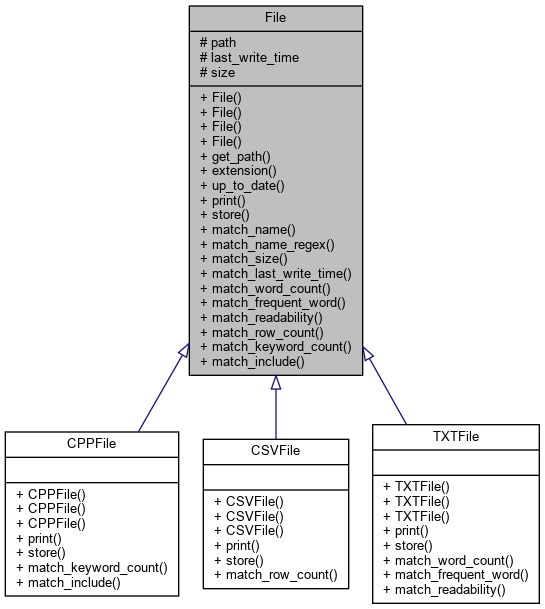 File
# path
# last_write_time
# size
+ File()
+ File()
+ File()
+ File()
+ get_path()
+ extension()
+ up_to_date()
+ print()
+ store()
+ match_name()
+ match_name_regex()
+ match_size()
+ match_last_write_time()
+ match_word_count()
+ match_frequent_word()
+ match_readability()
+ match_row_count()
+ match_keyword_count()
+ match_include()
CPPFile
+ CPPFile()
+ CPPFile()
+ CPPFile()
+ print()
+ store()
+ match_keyword_count()
+ match_include()
CSVFile
+ CSVFile()
+ CSVFile()
+ CSVFile()
+ print()
+ store()
+ match_row_count()
TXTFile
+ TXTFile()
+ TXTFile()
+ TXTFile()
+ print()
+ store()
+ match_word_count()
+ match_frequent_word()
+ match_readability()